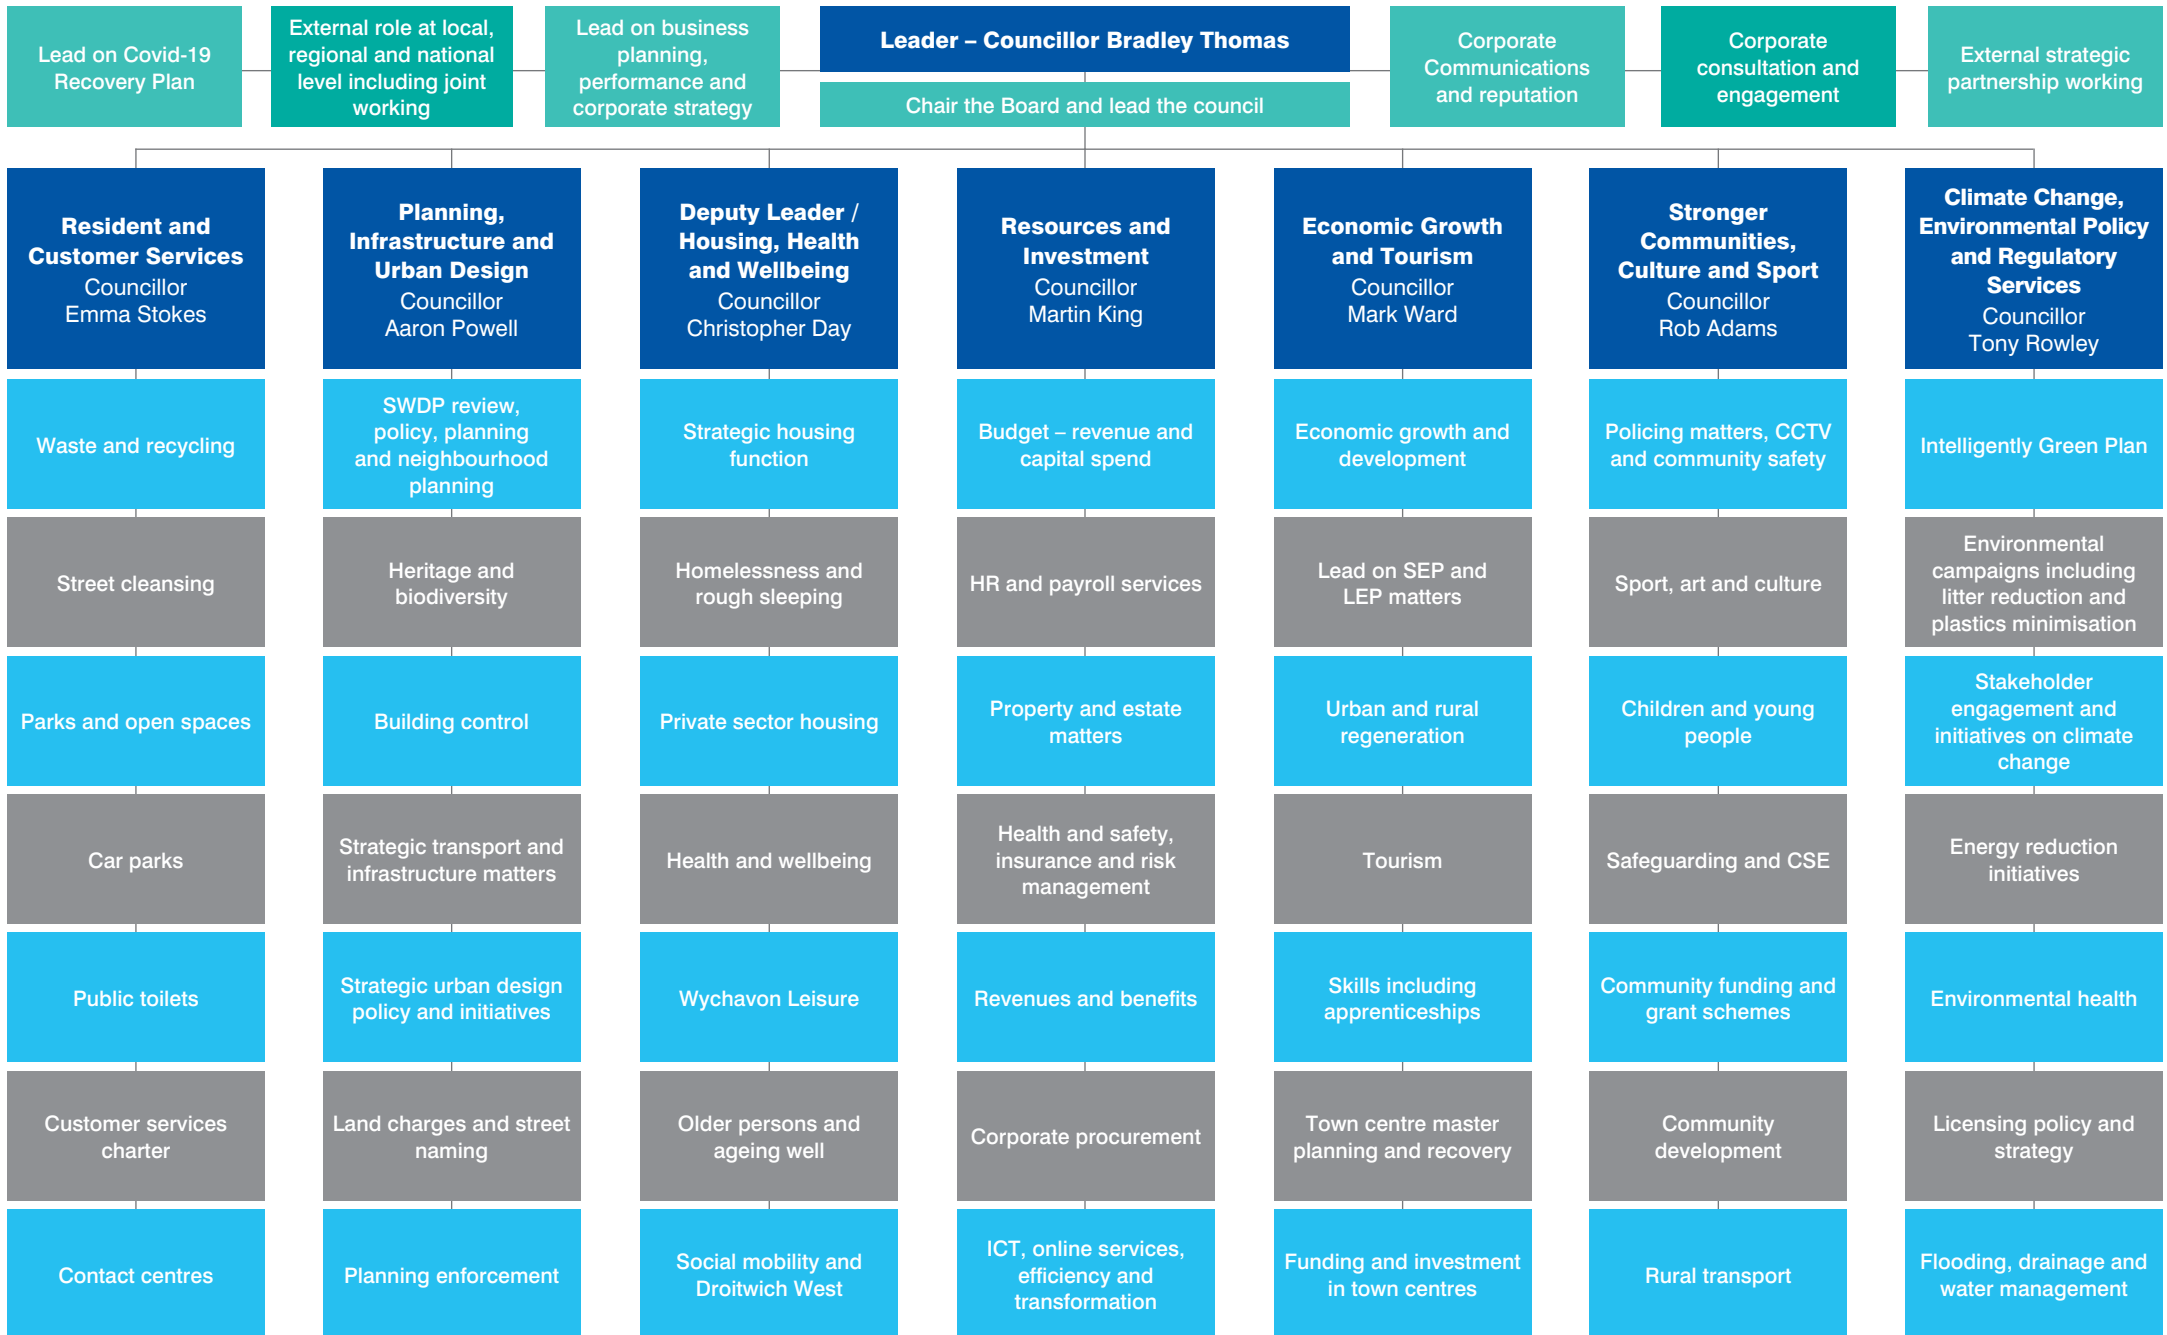 Lead on Covid-19
Recovery Plan
External role at local,
regional and national
level including joint
working
Lead on business
planning,
performance and
corporate strategy
Leader – Councillor Bradley Thomas
Chair the Board and lead the council
Corporate
Communications
and reputation
Corporate
consultation and
engagement
External strategic
partnership working
Resident and
Customer Services
Councillor
Emma Stokes
Waste and recycling
Street cleansing
Parks and open spaces
Car parks
Public toilets
Customer services
charter
Contact centres
Planning,
Infrastructure and
Urban Design
Councillor
Aaron Powell
SWDP review,
policy, planning
and neighbourhood
planning
Heritage and
biodiversity
Building control
Strategic transport and
infrastructure matters
Strategic urban design
policy and initiatives
Land charges and street
naming
Planning enforcement
Deputy Leader /
Housing, Health
and Wellbeing
Councillor
Christopher Day
Strategic housing
function
Homelessness and
rough sleeping
Private sector housing
Health and wellbeing
Wychavon Leisure
Older persons and
ageing well
Social mobility and
Droitwich West
Resources and
Investment
Councillor
Martin King
Budget – revenue and
capital spend
HR and payroll services
Property and estate
matters
Health and safety,
insurance and risk
management
Revenues and benefits
Corporate procurement
ICT, online services,
efficiency and
transformation
Economic Growth
and Tourism
Councillor
Mark Ward
Economic growth and
development
Lead on SEP and
LEP matters
Urban and rural
regeneration
Tourism
Skills including
apprenticeships
Town centre master
planning and recovery
Funding and investment
in town centres
Stronger
Communities,
Culture and Sport
Councillor
Rob Adams
Policing matters, CCTV
and community safety
Sport, art and culture
Children and young
people
Safeguarding and CSE
Community funding and
grant schemes
Community
development
Rural transport
Climate Change,
Environmental Policy
and Regulatory
Services
Councillor
Tony Rowley
Intelligently Green Plan
Environmental
campaigns including
litter reduction and
plastics minimisation
Stakeholder
engagement and
initiatives on climate
change
Energy reduction
initiatives
Environmental health
Licensing policy and
strategy
Flooding, drainage and
water management